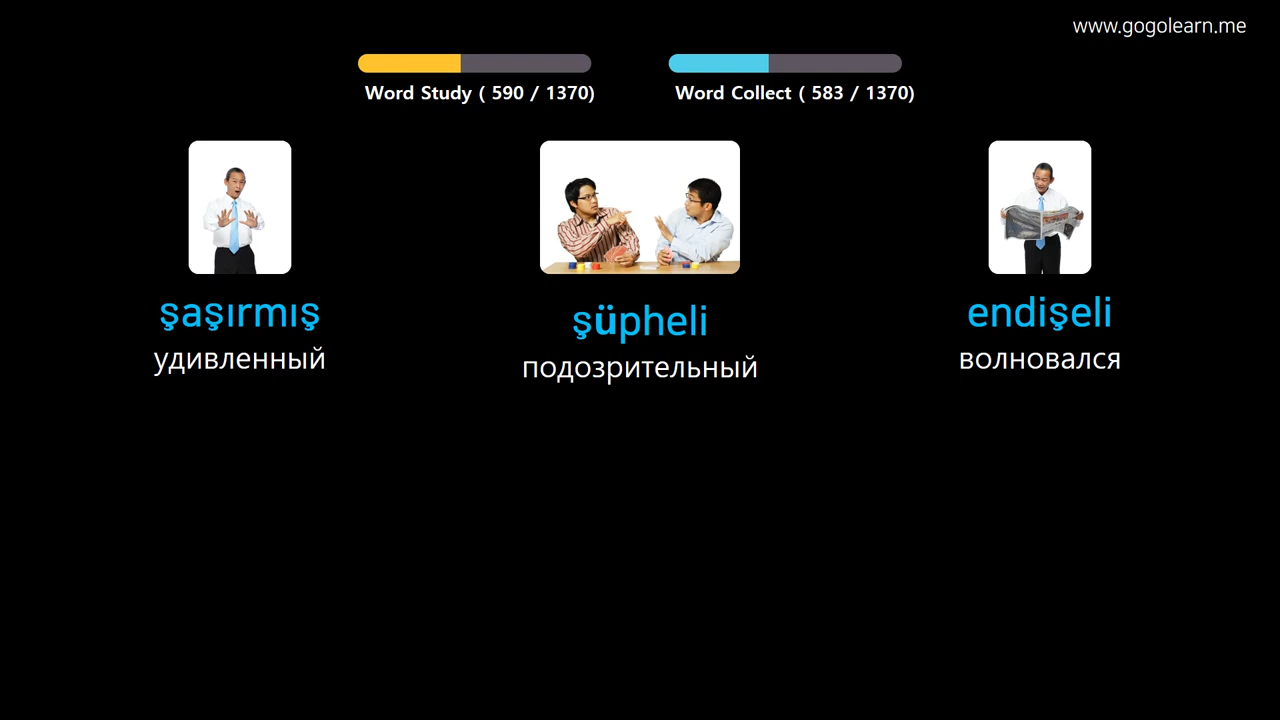 www.gogolearn.me
Word Study ( 590 / 1370)
Word Collect ( 583 / 1370)
şaşırmış
удивленный
şüpheli
подозрительный
endişeli
волновался